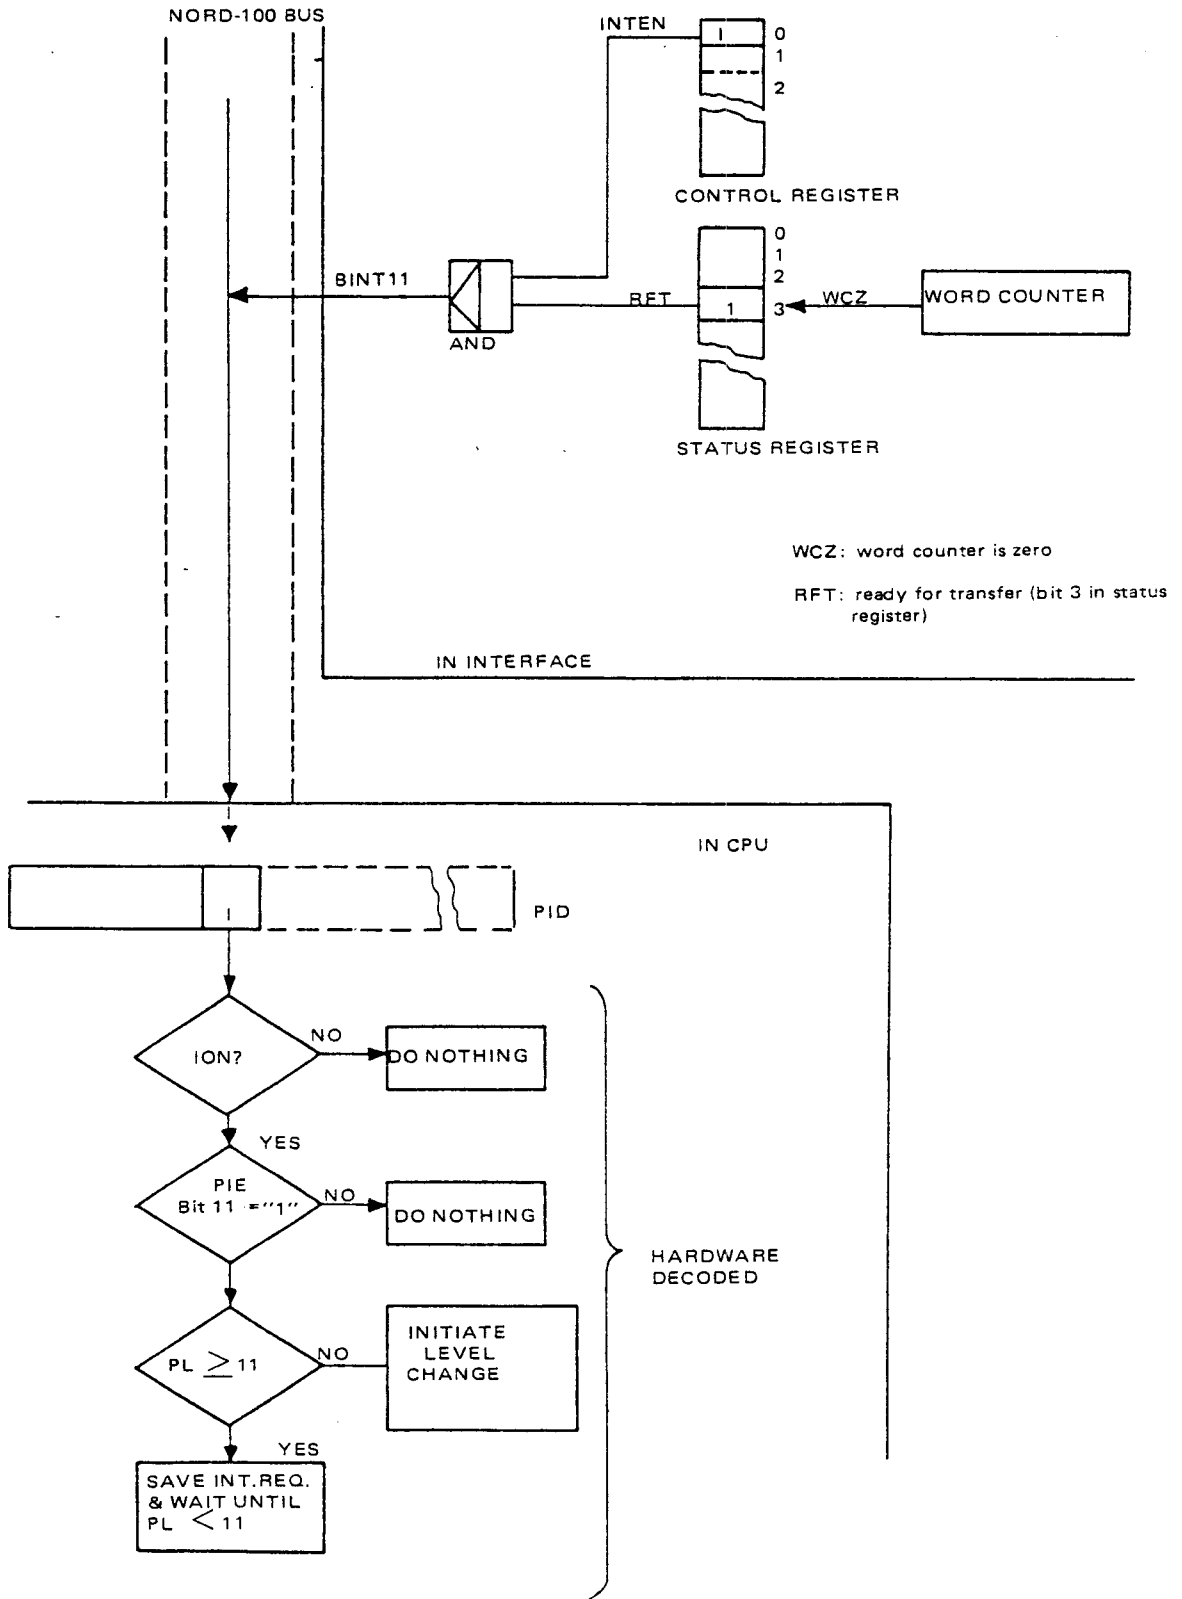 NORD-100 BUS
INTEN
1
0
1
2
CONTROL REGISTER
0
1
2
BINT11
RFT
1
3
WCZ
WORD COUNTER
AND
STATUS REGISTER
WCZ: word counter is zero
RFT: ready for transfer (bit 3 in status
register)
IN INTERFACE
IN CPU
PID
ION?
NO
DO NOTHING
YES
PIE
Bit 11 ="1"
NO
DO NOTHING
HARDWARE
DECODED
PL ≥ 11
NO
INITIATE
LEVEL
CHANGE
YES
SAVE INT.REQ.
& WAIT UNTIL
PL < 11